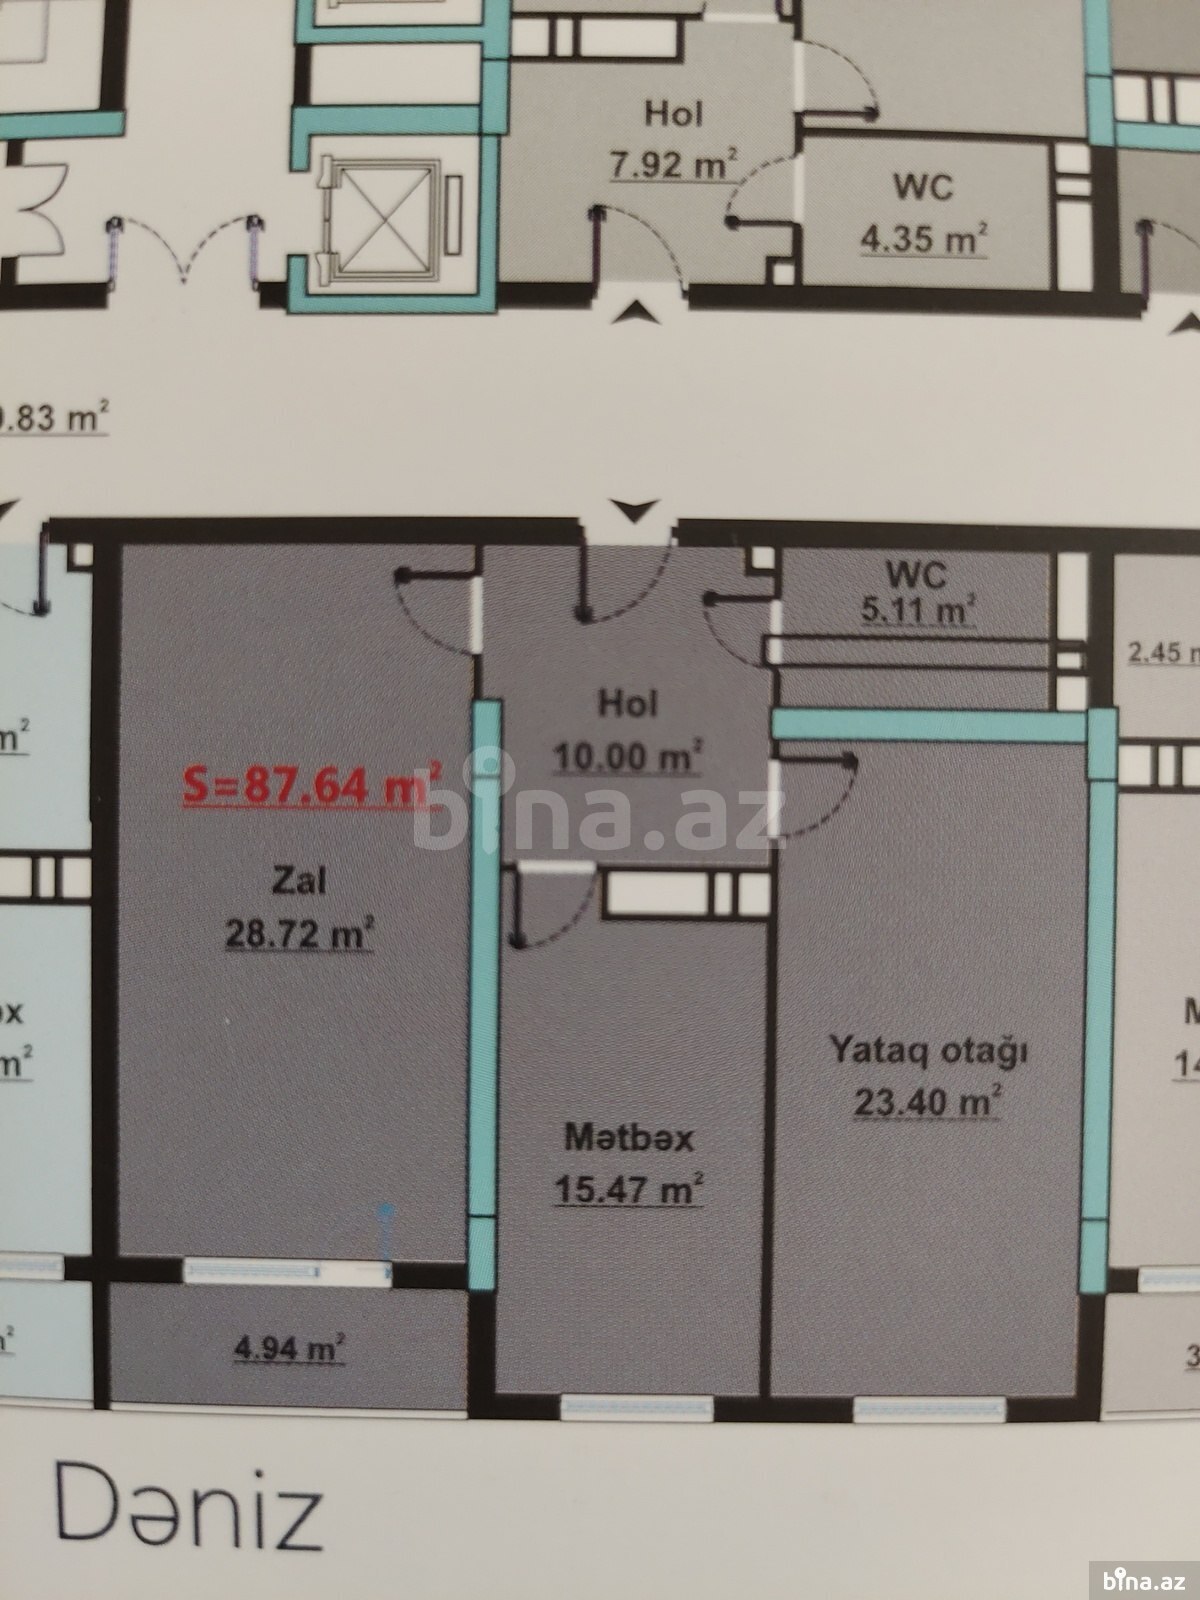 Hol
7.92 m²
WC
4.35 m²
.83 m²
WC
5.11 m²
2.45
Hol
10.00 m²
m²
S=87.64 m²
bina.az
Zal
28.72 m²
əx
m²
Yataq otağı
23.40 m²
M
14
Mətbəx
15.47 m²
4.94 m²
3
Dəniz
bina.az